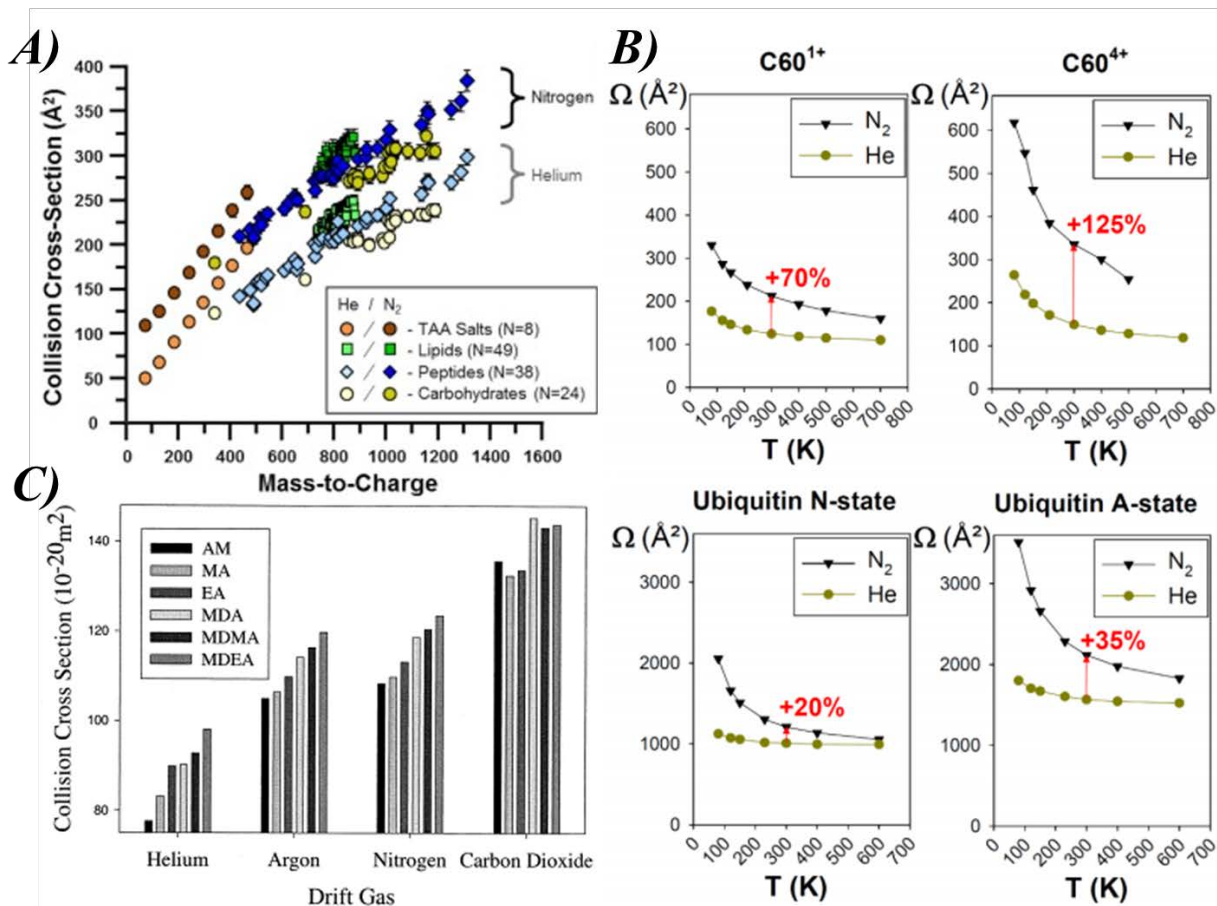 A)
Collision Cross-Section (Å²)
400
350
300
250
200
150
100
50
0
Nitrogen
Helium
He / N₂
- TAA Salts (N=8)
- Lipids (N=49)
- Peptides (N=38)
- Carbohydrates (N=24)
0 200 400 600 800 1000 1200 1400 1600
Mass-to-Charge
B)
C60¹⁺
Ω (Å²)
N₂
He
600
500
400
300
200
100
0
+70%
0 100 200 300 400 500 600 700 800
T (K)
C60⁴⁺
Ω (Å²)
N₂
He
600
500
400
300
200
100
0
+125%
0 100 200 300 400 500 600 700 800
T (K)
Ubiquitin N-state
Ω (Å²)
N₂
He
3000
2000
1000
0
+20%
0 100 200 300 400 500 600 700
T (K)
Ubiquitin A-state
Ω (Å²)
N₂
He
3000
2000
1000
0
+35%
0 100 200 300 400 500 600 700
T (K)
C)
Collision Cross Section (10⁻²⁰m²)
140
120
100
80
AM
MA
EA
MDA
MDMA
MDEA
Helium Argon Nitrogen Carbon Dioxide
Drift Gas